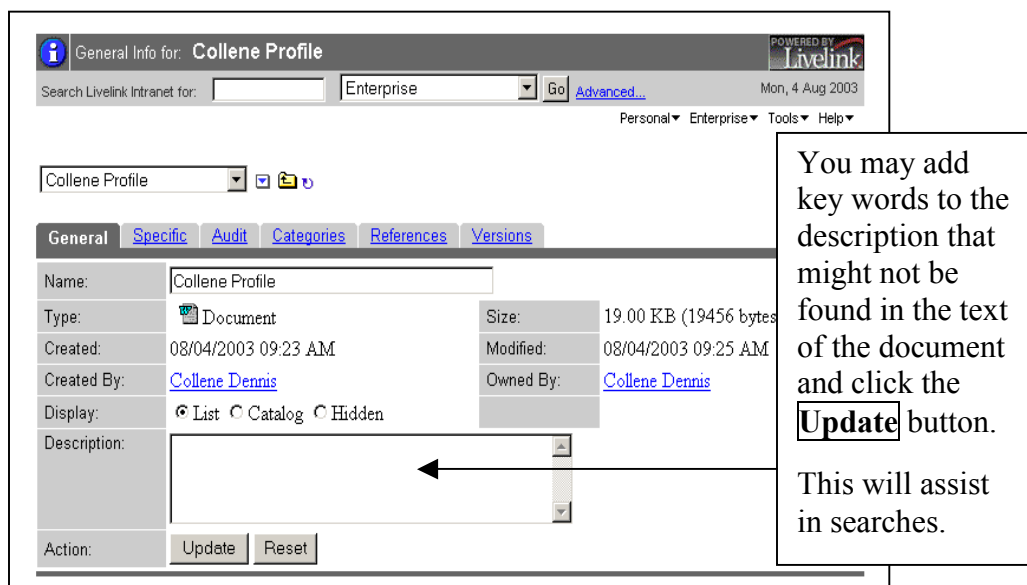 General Info for: Collene Profile
POWERED BY
Livelink
Search Livelink Intranet for: Enterprise Go Advanced... Mon, 4 Aug 2003
Personal Enterprise Tools Help
Collene Profile
General Specific Audit Categories References Versions
Name: Collene Profile
Type: Document Size: 19.00 KB (19456 bytes
Created: 08/04/2003 09:23 AM Modified: 08/04/2003 09:25 AM
Created By: Collene Dennis Owned By: Collene Dennis
Display: List Catalog Hidden
Description:
Action: Update Reset
You may add
key words to the
description that
might not be
found in the text
of the document
and click the
Update button.
This will assist
in searches.